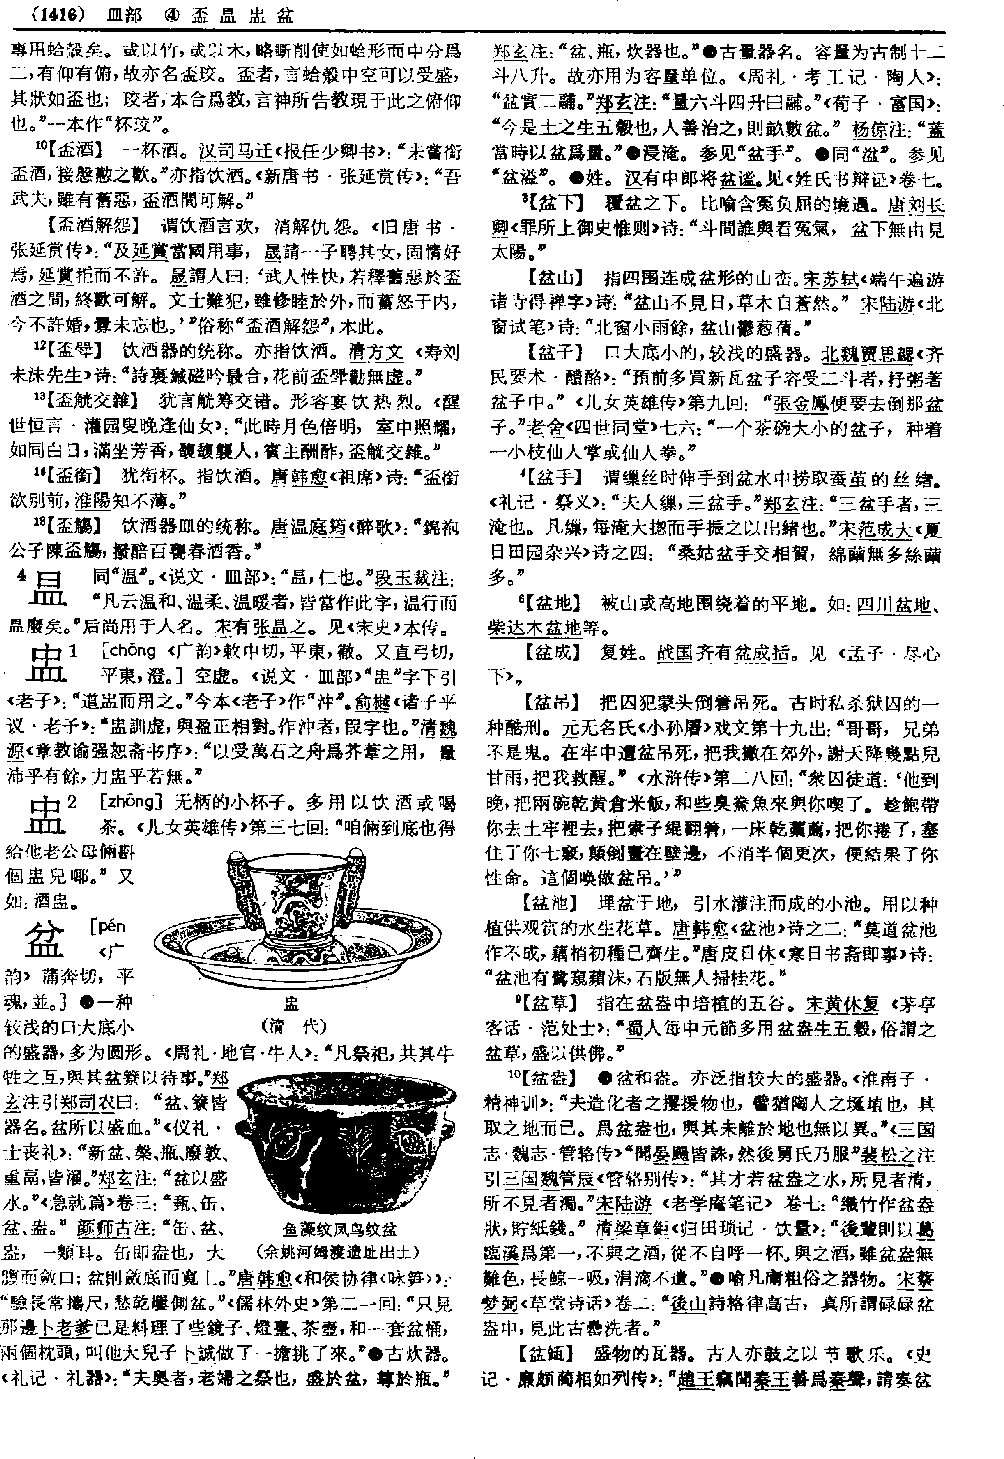 (1416) 皿部 ④ 盃昷盅盆
專用蛤殼矣。或以竹,或以木,略斲削使如蛤形而中分爲
二,有仰有俯,故亦名盃珓。盃者,言蛤殼中空可以受盛,
其狀如盃也;珓者,本合爲教,言神所告教現于此之俯仰
也。”一本作“杯珓”。
10【盃酒】 一杯酒。汉司马迁《报任少卿书》:“未嘗銜
盃酒,接慇懃之歡。”亦指饮酒。《新唐书·张延赏传》:“吾
武夫,雖有舊惡,盃酒間可解。”
【盃酒解怨】 谓饮酒言欢,消解仇怨。《旧唐书·
张延赏传》:“及延賞當國用事,晟請一子聘其女,固情好
焉,延賞拒而不許。晟謂人曰:‘武人性快,若釋舊惡於盃
酒之間,終歡可解。文士難犯,雖修睦於外,而蓄怒于内,
今不許婚,釁未忘也。’”俗称“盃酒解怨”,本此。
12【盃斝】 饮酒器的统称。亦指饮酒。清方文《寿刘
未沫先生》诗:“詩裏鍼磁吟最合,花前盃斝勸無虚。”
13【盃觥交雜】 犹言觥筹交错。形容宴饮热烈。《醒
世恒言·灌园叟晚逢仙女》:“此時月色倍明,室中照耀,
如同白日;滿坐芳香,馥馥襲人,賓主酬酢,盃觥交雜。”
14【盃銜】 犹衔杯。指饮酒。唐韩愈《祖席》诗:“盃銜
欲别前,淮陽知不薄。”
18【盃觴】 饮酒器皿的统称。唐温庭筠《醉歌》:“錦袍
公子陳盃觴,撥醅百甕春酒香。”
4 昷 同“温”。《说文·皿部》:“昷,仁也。”段玉裁注:
“凡云温和、温柔、温暖者,皆當作此字,温行而
昷廢矣。”后尚用于人名。宋有张昷之。见《宋史》本传。
盅1 [chōng 《广韵》敕中切,平東,徹。又直弓切,
平東,澄。] 空虚。《说文·皿部》“盅”字下引
《老子》:“道盅而用之。”今本《老子》作“沖”。俞樾《诸子平
议·老子》:“盅訓虚,與盈正相對。作沖者,叚字也。”清魏
源《章教谕强恕斋书序》:“以受萬石之舟爲芥葦之用,量
沛乎有餘,力盅乎若無。”
盅2 [zhōng] 无柄的小杯子。多用以饮酒或喝
茶。《儿女英雄传》第三七回:“咱倆到底也得
給他老公母倆斟
個盅兒哪。”又
如:酒盅。
盆 [pén
《广
韵》蒲奔切,平
魂,並。] ❶一种
较浅的口大底小
盅
(清 代)
的盛器,多为圆形。《周礼·地官·牛人》:“凡祭祀,共其牛
牲之互,與其盆簝以待事。”郑
玄注引郑司农曰:“盆、簝皆
器名。盆所以盛血。”《仪礼·
士丧礼》:“新盆、槃、瓶、廢敦、
重鬲,皆濯。”郑玄注:“盆以盛
水。”《急就篇》卷三:“甀、缶、
盆、盎。”颜师古注:“缶、盆、
盎,一類耳。缶即盎也,大
鱼藻纹凤鸟纹盆
(余姚河姆渡遗址出土)
腹而斂口;盆則斂底而寬上。”唐韩愈《和侯协律〈咏笋〉》:
“驗長常攜尺,愁乾屢側盆。”《儒林外史》第二一回:“只見
那邊卜老爹已是料理了些鏡子、燈臺、茶壺,和一套盆桶,
兩個枕頭,叫他大兒子卜誠做了一擔挑了來。”❷古炊器。
《礼记·礼器》:“夫奥者,老婦之祭也,盛於盆,尊於瓶。”
郑玄注:“盆、瓶,炊器也。”❸古量器名。容量为古制十二
斗八升。故亦用为容量单位。《周礼·考工记·陶人》:
“盆實二鬴。”郑玄注:“量六斗四升曰鬴。”《荀子·富国》:
“今是土之生五穀也,人善治之,則畝數盆。”杨倞注:“蓋
當時以盆爲量。”❹浸淹。参见“盆手”。❺同“湓”。参见
“盆溢”。❻姓。汉有中郎将盆谧。见《姓氏书辩证》卷七。
3【盆下】 覆盆之下。比喻含冤负屈的境遇。唐刘长
卿《罪所上御史惟则》诗:“斗間誰與看冤氣,盆下無由見
太陽。”
【盆山】 指四围连成盆形的山峦。宋苏轼《端午遍游
诸寺得禅字》诗:“盆山不見日,草木自蒼然。”宋陆游《北
窗试笔》诗:“北窗小雨餘,盆山鬱葱蒨。”
【盆子】 口大底小的,较浅的盛器。北魏贾思勰《齐
民要术·醴酪》:“預前多買新瓦盆子容受二斗者,抒粥著
盆子中。”《儿女英雄传》第九回:“張金鳳便要去倒那盆
子。”老舍《四世同堂》七六:“一个茶碗大小的盆子,种着
一小枝仙人掌或仙人拳。”
4【盆手】 谓缫丝时伸手到盆水中捞取蚕茧的丝绪。
《礼记·祭义》:“夫人繅,三盆手。”郑玄注:“三盆手者,三
淹也。凡繅,每淹大揔而手振之以出緒也。”宋范成大《夏
日田园杂兴》诗之四:“桑姑盆手交相賀,綿繭無多絲繭
多。”
6【盆地】 被山或高地围绕着的平地。如:四川盆地、
柴达木盆地等。
【盆成】 复姓。战国齐有盆成括。见《孟子·尽心
下》。
【盆吊】 把囚犯蒙头倒着吊死。古时私杀狱囚的一
种酷刑。元无名氏《小孙屠》戏文第十九出:“哥哥,兄弟
不是鬼。在牢中遭盆吊死,把我撇在郊外,謝天降幾點兒
甘雨,把我救醒。”《水浒传》第二八回:“衆囚徒道:‘他到
晚,把兩碗乾黄倉米飯,和些臭鯗魚來與你喫了。趁飽帶
你去土牢裡去,把索子綑翻着,一床乾藁薦,把你捲了,塞
住了你七竅,顛倒豎在壁邊,不消半個更次,便結果了你
性命。這個喚做盆吊。’”
【盆池】 埋盆于地,引水灌注而成的小池。用以种
植供观赏的水生花草。唐韩愈《盆池》诗之二:“莫道盆池
作不成,藕梢初種已齊生。”唐皮日休《寒日书斋即事》诗:
“盆池有鷺窺蘋沫,石版無人掃桂花。”
9【盆草】 指在盆盎中培植的五谷。宋黄休复《茅亭
客话·范处士》:“蜀人每中元節多用盆盎生五穀,俗謂之
盆草,盛以供佛。”
10【盆盎】 ❶盆和盎。亦泛指较大的盛器。《淮南子·
精神训》:“夫造化者之攫援物也,譬猶陶人之埏埴也,其
取之地而已。爲盆盎也,與其未離於地也無以異。”《三国
志·魏志·管辂传》“聞晏颺皆誅,然後舅氏乃服”裴松之注
引三国魏管辰《管辂别传》:“其才若盆盎之水,所見者清,
所不見者濁。”宋陆游《老学庵笔记》卷七:“織竹作盆盎
狀,貯紙錢。”清梁章鉅《归田琐记·饮量》:“後輩則以葛
臨溪爲第一,不與之酒,從不自呼一杯。與之酒,雖盆盎無
難色,長鯨一吸,涓滴不遺。”❷喻凡庸粗俗之器物。宋蔡
梦弼《草堂诗话》卷二:“後山詩格律高古,真所謂碌碌盆
盎中,見此古罍洗者。”
【盆缻】 盛物的瓦器。古人亦鼓之以节歌乐。《史
记·廉颇蔺相如列传》:“趙王竊聞秦王善爲秦聲,請奏盆